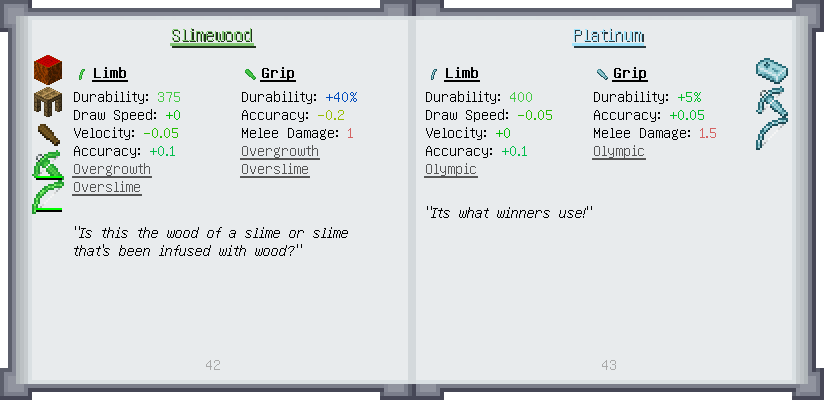 Slimewood
Limb
Durability: 375
Draw Speed: +0
Velocity: -0.05
Accuracy: +0.1
Overgrowth
Overslime
Grip
Durability: +40%
Accuracy: -0.2
Melee Damage: 1
Overgrowth
Overslime
"Is this the wood of a slime or slime
that's been infused with wood?"
42
Platinum
Limb
Durability: 400
Draw Speed: -0.05
Velocity: +0
Accuracy: +0.1
Olympic
Grip
Durability: +5%
Accuracy: +0.05
Melee Damage: 1.5
Olympic
"Its what winners use!"
43